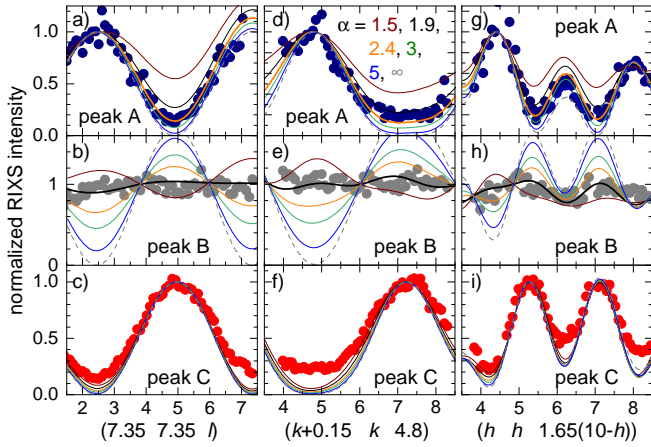 normalized RIXS intensity
a)
peak A
1.0
0.5
0.0
b)
peak B
1
c)
peak C
1.0
0.5
0.0
2 3 4 5 6 7
(7.35 7.35 l)
d)
α = 1.5, 1.9,
2.4, 3,
5, ∞
peak A
e)
peak B
f)
peak C
4 5 6 7 8
(k+0.15 k 4.8)
g)
peak A
h)
peak B
i)
peak C
4 5 6 7 8
(h h 1.65(10-h))